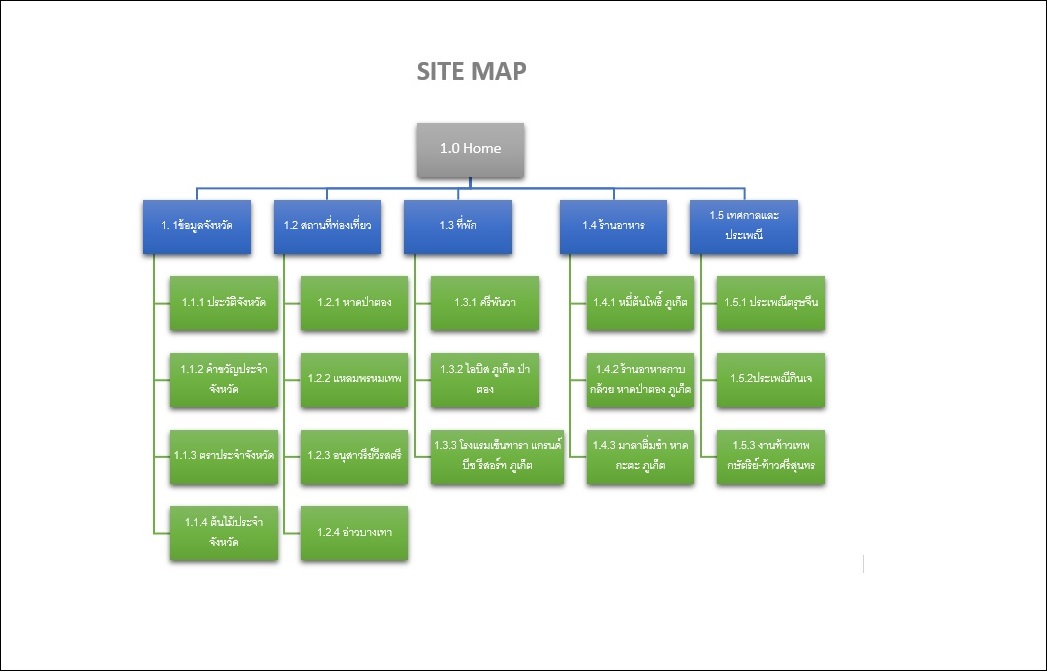 SITE MAP
1.0 Home
1. 1ข้อมูลจังหวัด
1.2 สถานที่ท่องเที่ยว
1.3 ที่พัก
1.4 ร้านอาหาร
1.5 เทศกาลและ
ประเพณี
1.1.1 ประวัติจังหวัด
1.1.2 คำขวัญประจำ
จังหวัด
1.1.3 ตราประจำจังหวัด
1.1.4 ต้นไม้ประจำ
จังหวัด
1.2.1 หาดป่าตอง
1.2.2 แหลมพรหมเทพ
1.2.3 อนุสาวรีย์วีรสตรี
1.2.4 อ่าวบางเทา
1.3.1 ศรีพันวา
1.3.2 ไอบิส ภูเก็ต ป่า
ตอง
1.3.3 โรงแรมเซ็นทารา แกรนด์
บีช รีสอร์ท ภูเก็ต
1.4.1 หมี่ต้นโพธิ์ ภูเก็ต
1.4.2 ร้านอาหารกาบ
กล้วย หาดป่าตอง ภูเก็ต
1.4.3 มาลาติ่มซำ หาด
กะตะ ภูเก็ต
1.5.1 ประเพณีตรุษจีน
1.5.2ประเพณีกินเจ
1.5.3 งานท้าวเทพ
กษัตริย์-ท้าวศรีสุนทร